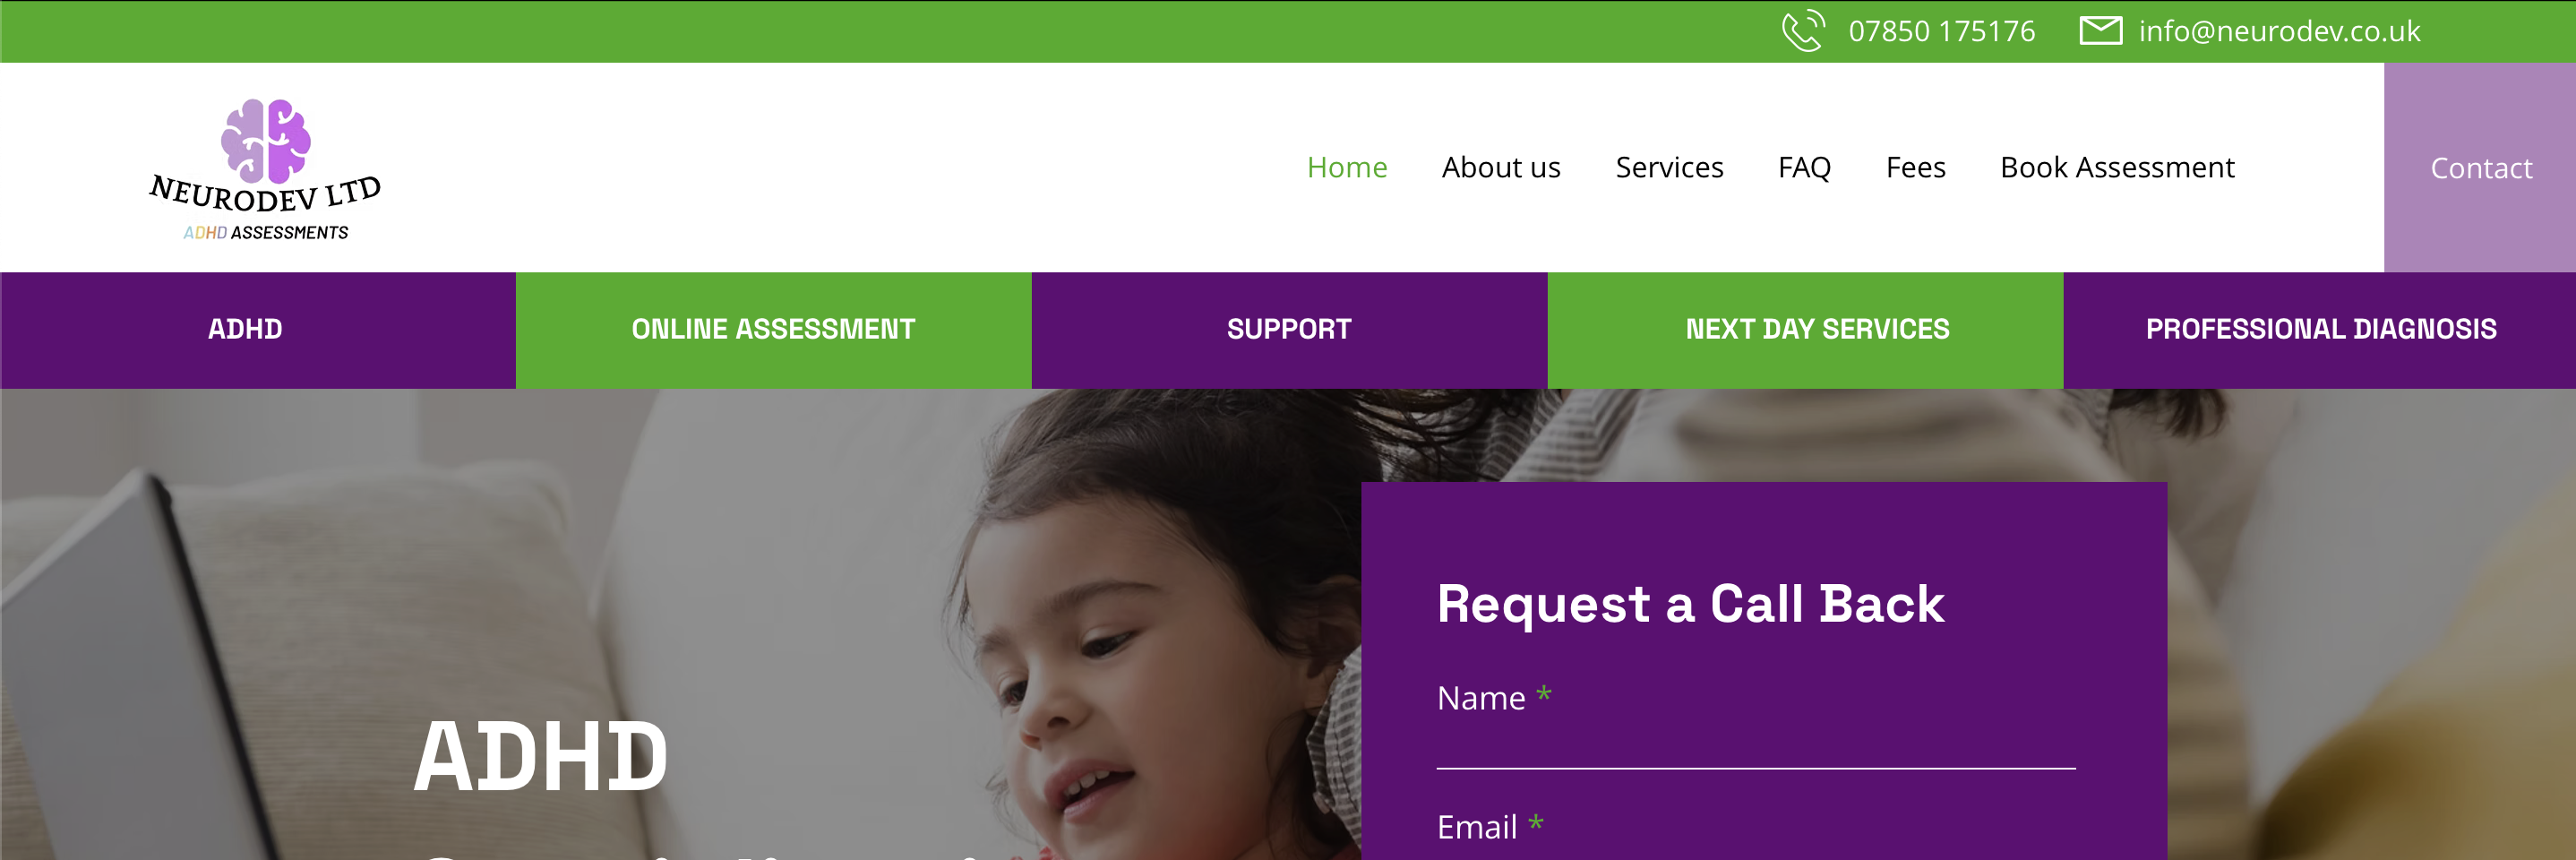 07850 175176 info@neurodev.co.uk
NEURODEV LTD
ADHD ASSESSMENTS
Home About us Services FAQ Fees Book Assessment Contact
ADHD ONLINE ASSESSMENT SUPPORT NEXT DAY SERVICES PROFESSIONAL DIAGNOSIS
ADHD
Request a Call Back
Name *
Email *